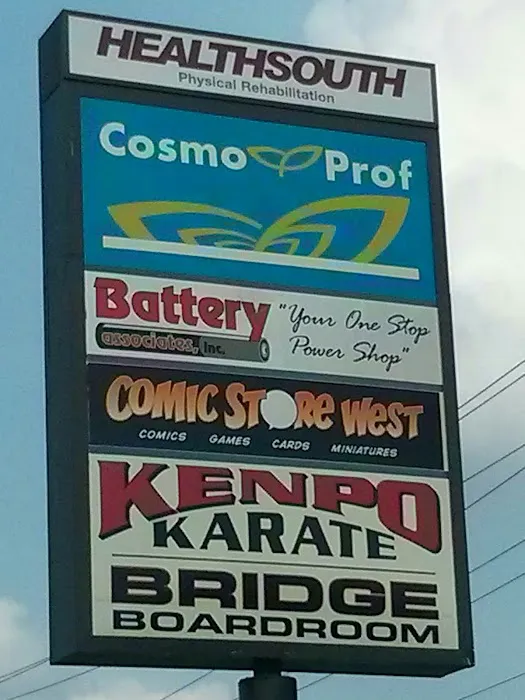 HEALTHSOUTH
Physical Rehabilitation
Cosmo Prof
Battery
associates, Inc.
"Your One Stop
Power Shop"
COMIC STORE WEST
COMICS GAMES CARDS MINIATURES
KENPO
KARATE
BRIDGE
BOARDROOM